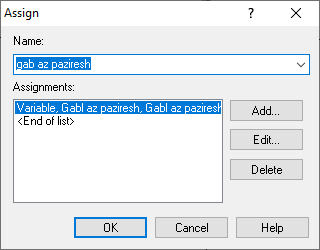 Assign
Name:
gab az paziresh
Assignments:
Variable, Gabl az paziresh, Gabl az paziresh
<End of list>
Add...
Edit...
Delete
OK
Cancel
Help